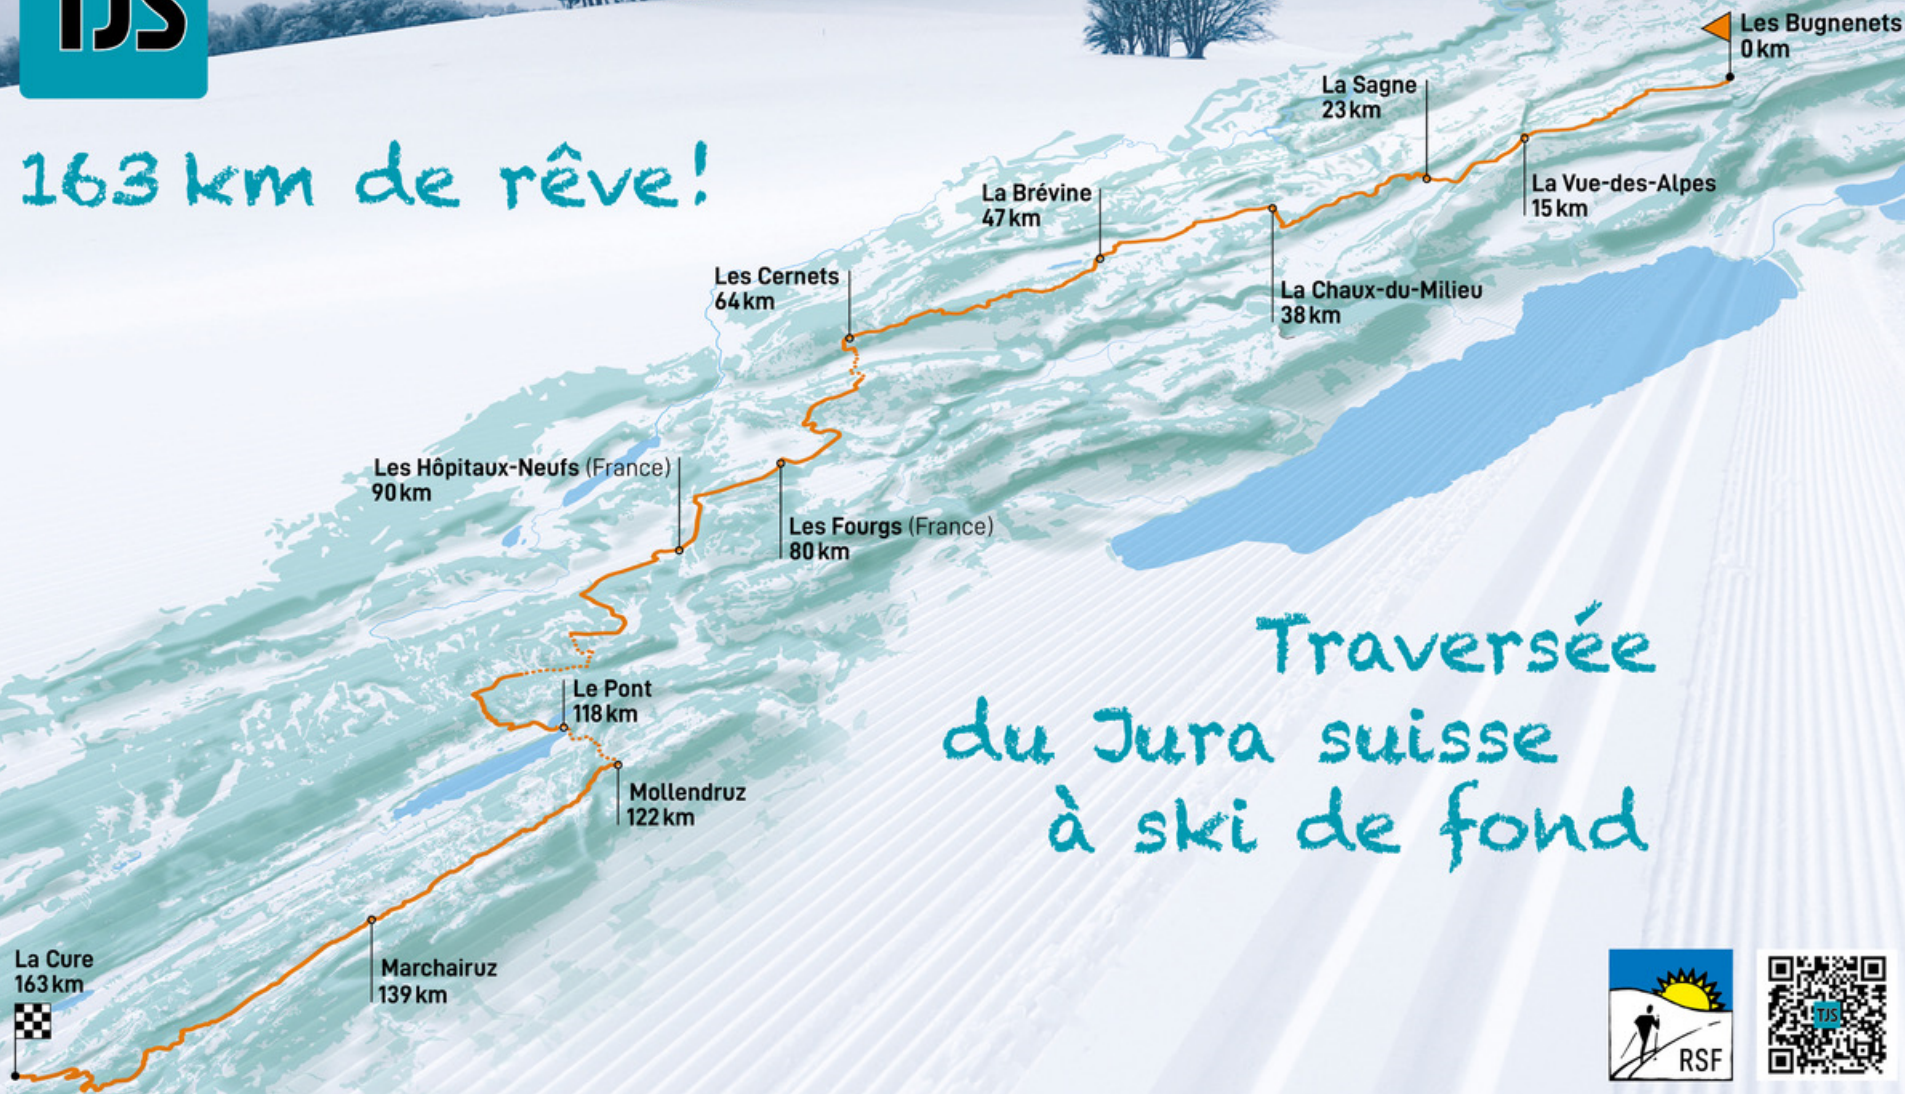 TJS
163 km de rêve!
Les Bugnenets
0 km
La Sagne
23 km
La Vue-des-Alpes
15 km
La Brévine
47 km
La Chaux-du-Milieu
38 km
Les Cernets
64 km
Les Hôpitaux-Neufs (France)
90 km
Les Fourgs (France)
80 km
Le Pont
118 km
Mollendruz
122 km
Marchairuz
139 km
La Cure
163 km
Traversée
du Jura suisse
à ski de fond
RSF
TJS